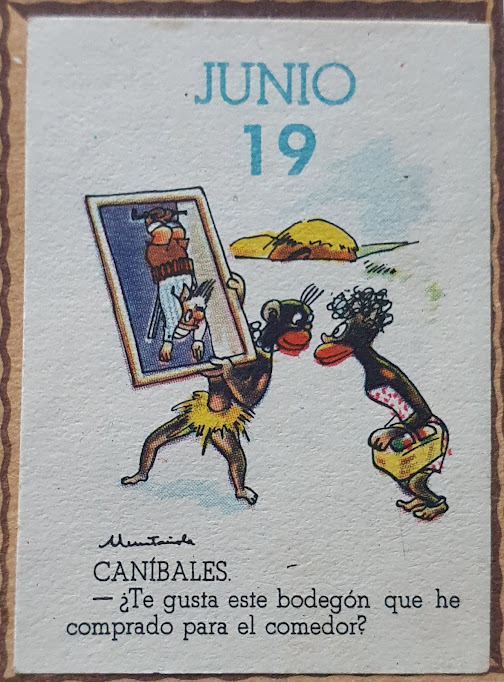 JUNIO
19
CANÍBALES.
— ¿Te gusta este bodegón que he
comprado para el comedor?